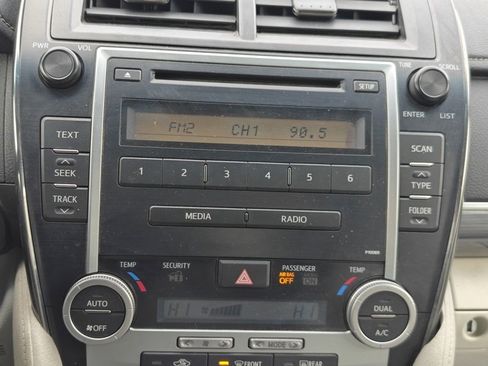 PWR VOL
TUNE SCROLL
SETUP
ENTER LIST
FM2 CH1 90.5
TEXT
SCAN
SEEK
TYPE
TRACK
FOLDER
1 2 3 4 5 6
MEDIA RADIO
TEMP SECURITY PASSENGER TEMP
AIR BAG
OFF ON
AUTO
OFF
DUAL
A/C
HI HI
MODE
FRONT REAR